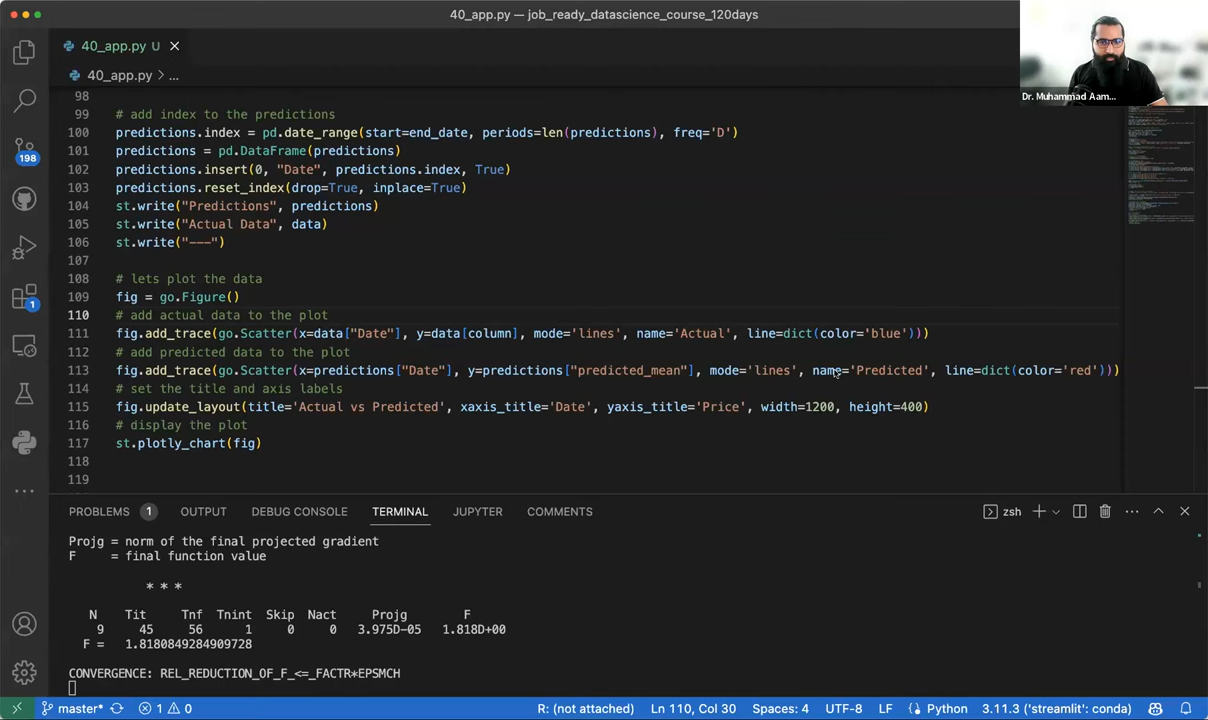 40_app.py — job_ready_datascience_course_120days
40_app.py U
40_app.py > ...
Dr. Muhammad Aam...
98
99 # add index to the predictions
100 predictions.index = pd.date_range(start=end_date, periods=len(predictions), freq='D')
101 predictions = pd.DataFrame(predictions)
102 predictions.insert(0, "Date", predictions.index, True)
103 predictions.reset_index(drop=True, inplace=True)
104 st.write("Predictions", predictions)
105 st.write("Actual Data", data)
106 st.write("---")
107
108 # lets plot the data
109 fig = go.Figure()
110 # add actual data to the plot
111 fig.add_trace(go.Scatter(x=data["Date"], y=data[column], mode='lines', name='Actual', line=dict(color='blue')))
112 # add predicted data to the plot
113 fig.add_trace(go.Scatter(x=predictions["Date"], y=predictions["predicted_mean"], mode='lines', name='Predicted', line=dict(color='red')))
114 # set the title and axis labels
115 fig.update_layout(title='Actual vs Predicted', xaxis_title='Date', yaxis_title='Price', width=1200, height=400)
116 # display the plot
117 st.plotly_chart(fig)
118
119
198
1
PROBLEMS 1 OUTPUT DEBUG CONSOLE TERMINAL JUPYTER COMMENTS zsh
Projg = norm of the final projected gradient
F = final function value
* * *
N Tit Tnf Tnint Skip Nact Projg F
9 45 56 1 0 0 3.975D-05 1.818D+00
F = 1.8180849284909728
CONVERGENCE: REL_REDUCTION_OF_F_<=_FACTR*EPSMCH
master* 1 0 R: (not attached) Ln 110, Col 30 Spaces: 4 UTF-8 LF Python 3.11.3 ('streamlit': conda)